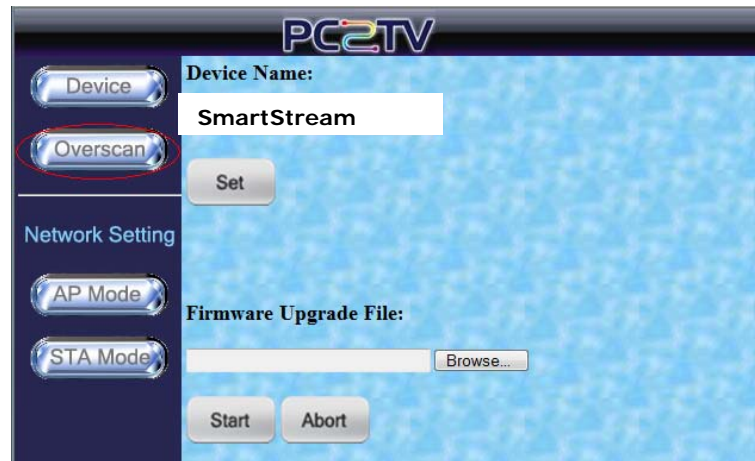 PC2TV
Device
Overscan
Network Setting
AP Mode
STA Mode
Device Name:
SmartStream
Set
Firmware Upgrade File:
Browse...
Start Abort